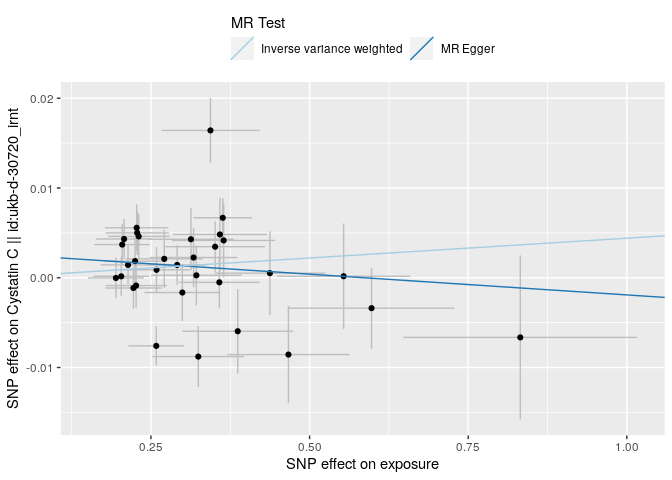 MR Test
Inverse variance weighted
MR Egger
SNP effect on Cystatin C || id:ukb-d-30720_irnt
0.02
0.01
0.00
-0.01
0.25
0.50
0.75
1.00
SNP effect on exposure